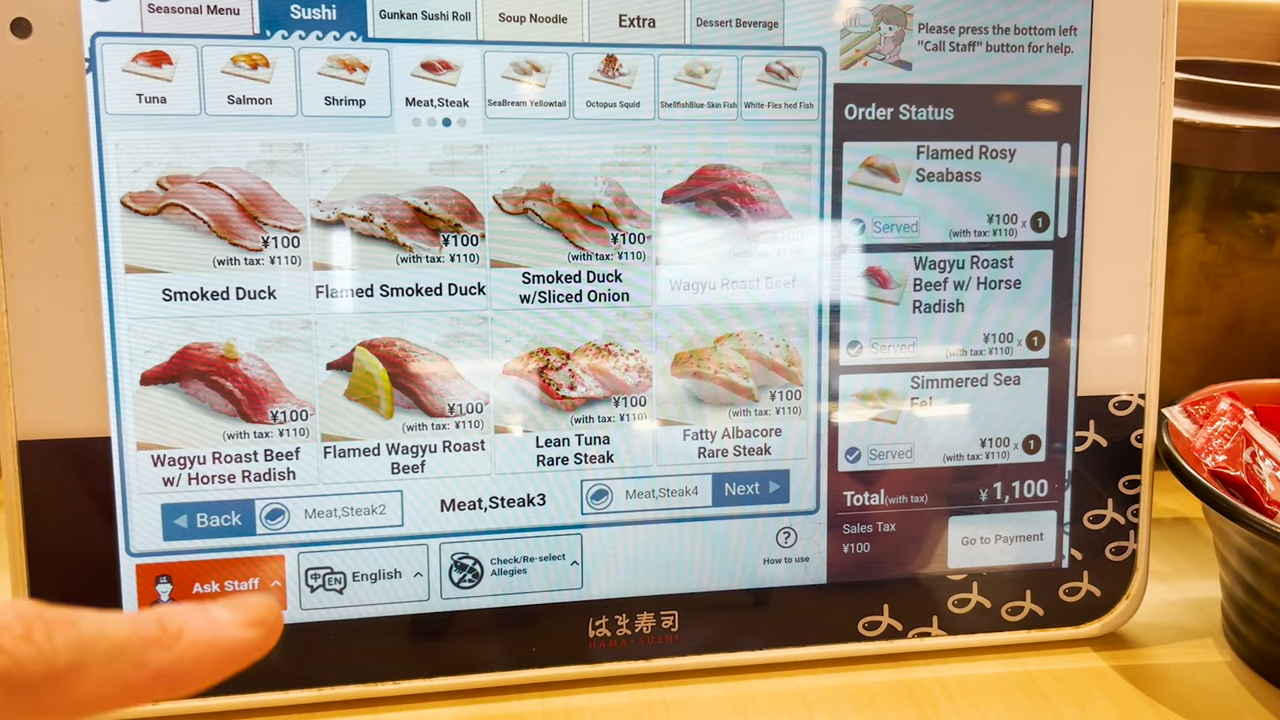 Seasonal Menu
Sushi
Gunkan Sushi Roll
Soup Noodle
Extra
Dessert Beverage
Please press the bottom left
"Call Staff" button for help.
Tuna
Salmon
Shrimp
Meat,Steak
SeaBream Yellowtail
Octopus Squid
ShellfishBlue-Skin Fish
White-Fles hed Fish
¥100
(with tax: ¥110)
Smoked Duck
¥100
(with tax: ¥110)
Flamed Smoked Duck
¥100
(with tax: ¥110)
Smoked Duck
w/Sliced Onion
¥100
(with tax: ¥110)
Wagyu Roast Beef
¥100
(with tax: ¥110)
Wagyu Roast Beef
w/ Horse Radish
¥100
(with tax: ¥110)
Flamed Wagyu Roast
Beef
¥100
(with tax: ¥110)
Lean Tuna
Rare Steak
¥100
(with tax: ¥110)
Fatty Albacore
Rare Steak
Back
Meat,Steak2
Meat,Steak3
Meat,Steak4
Next
Ask Staff
中 EN
English
Check/Re-select
Allegies
?
How to use
Order Status
Flamed Rosy
Seabass
Served
¥100 x 1
(with tax: ¥110)
Wagyu Roast
Beef w/ Horse
Radish
Served
¥100 x 1
(with tax: ¥110)
Simmered Sea
Eel
Served
¥100 x 1
(with tax: ¥110)
Total(with tax) ¥ 1,100
Sales Tax
¥100
Go to Payment
はま寿司
HAMA-SUSHI